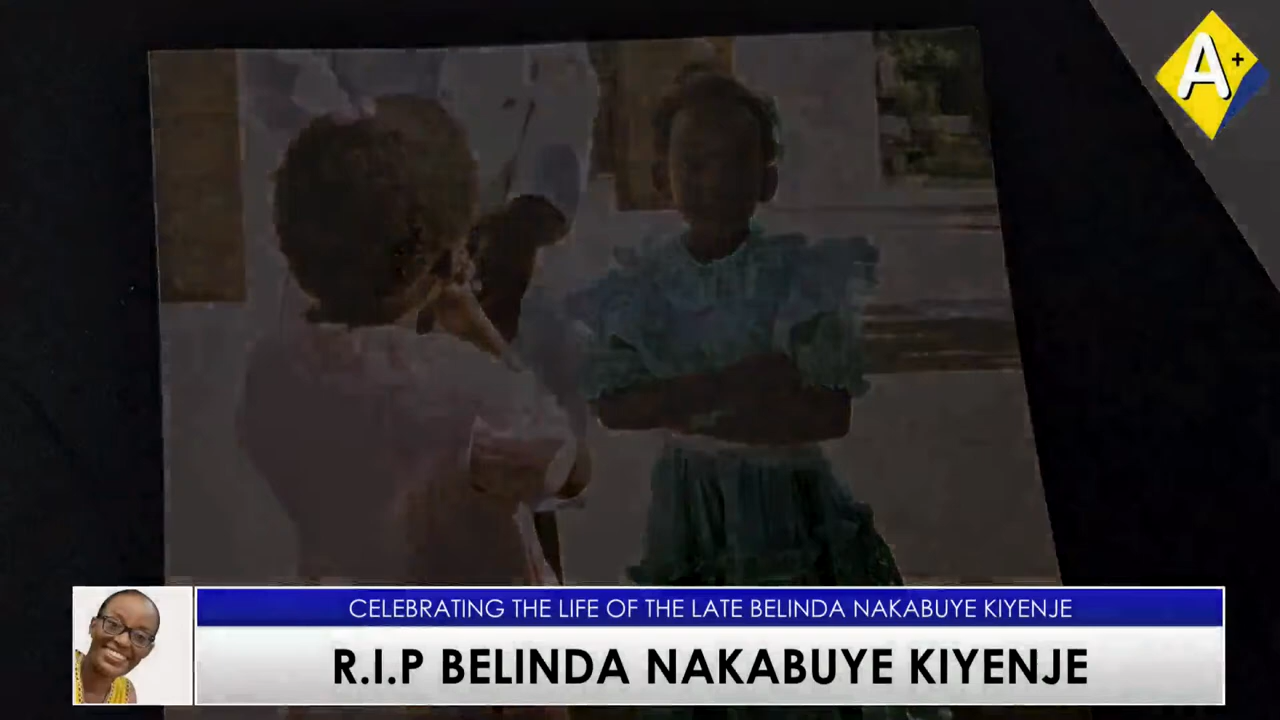 A+
CELEBRATING THE LIFE OF THE LATE BELINDA NAKABUYE KIYENJE
R.I.P BELINDA NAKABUYE KIYENJE